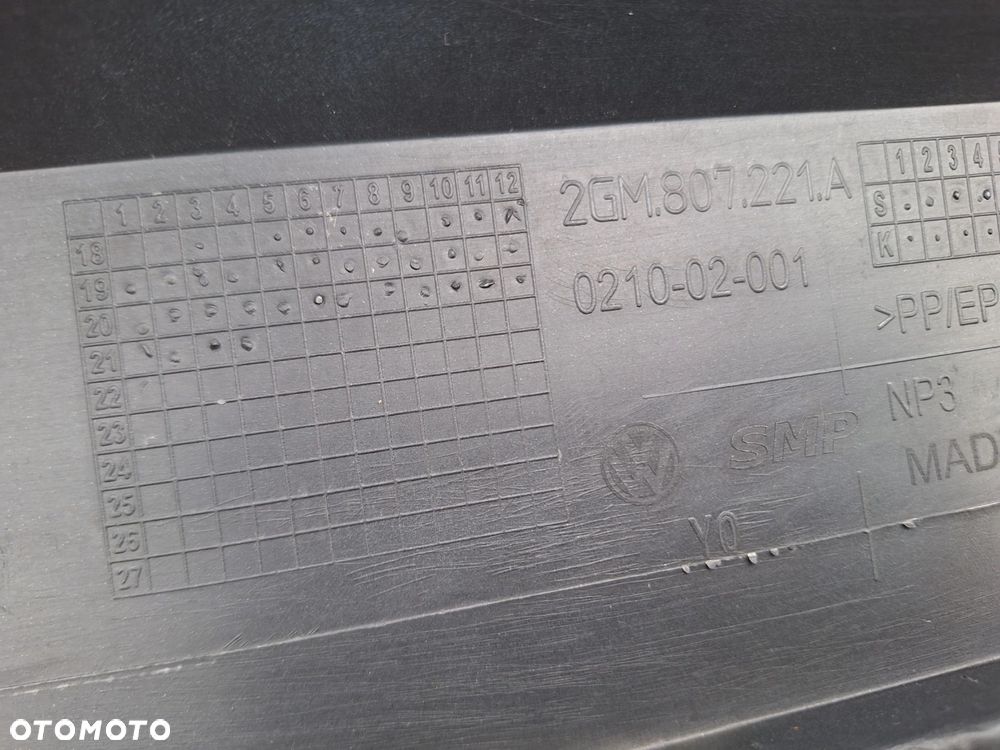 1 2 3 4 5 6 7 8 9 10 11 12
18
19
20
21
22
23
24
25
26
27
2GM.807.221.A
0210-02-001
1 2 3 4
S
K
>PP/EP
SMP
NP3
MAD
Y0
OTOMOTO